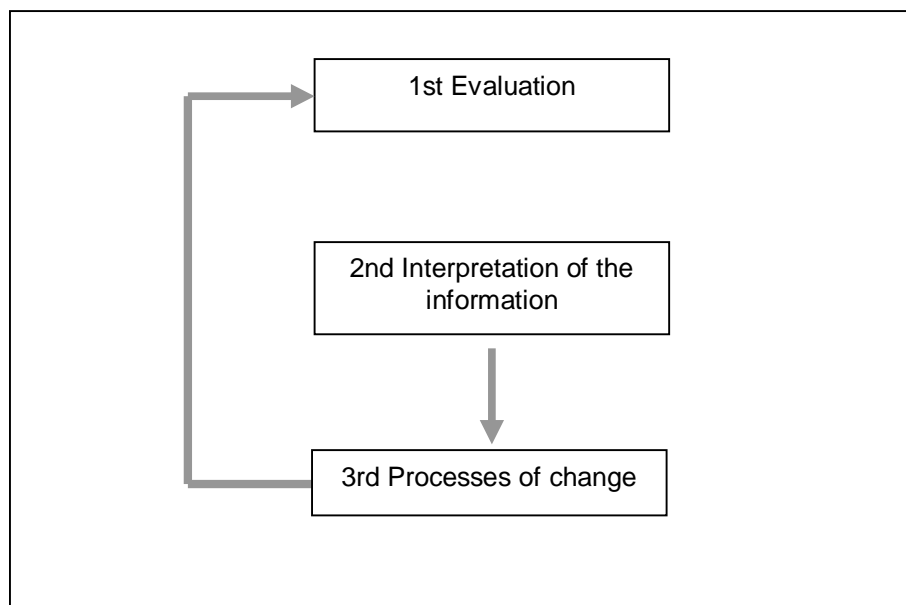 1st Evaluation
2nd Interpretation of the
information
3rd Processes of change